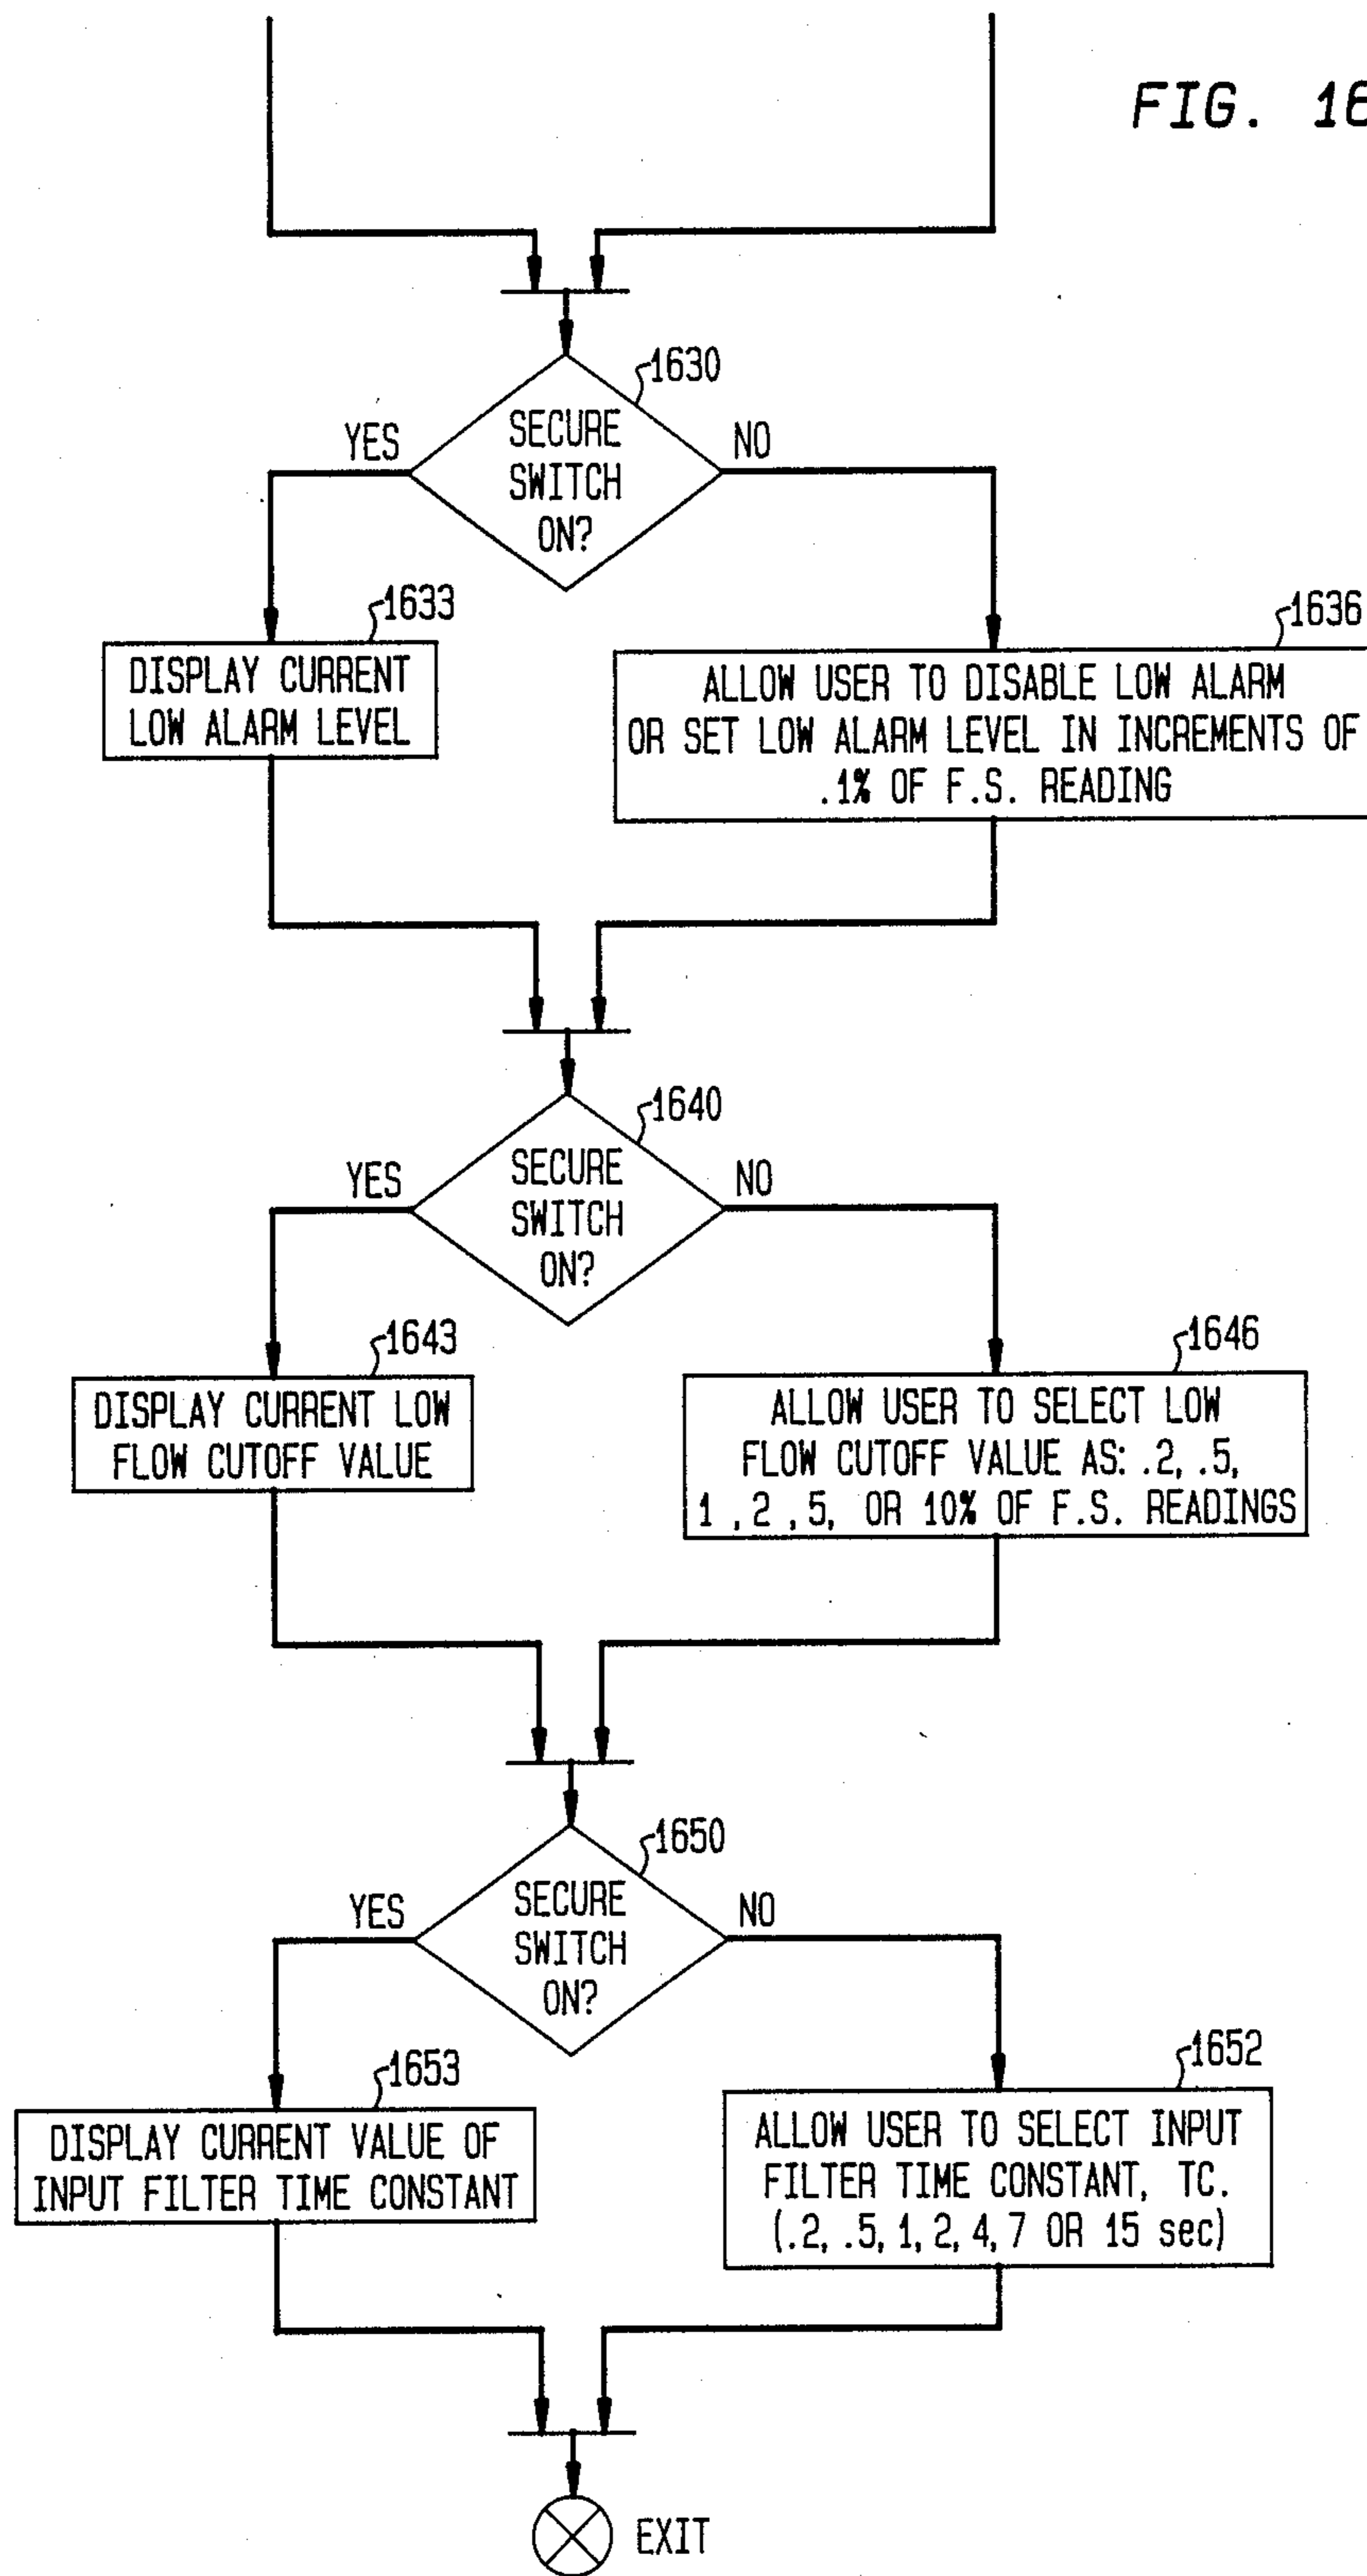 FIG. 16
1630
YES
SECURE
SWITCH
ON?
NO
1633
DISPLAY CURRENT
LOW ALARM LEVEL
1636
ALLOW USER TO DISABLE LOW ALARM
OR SET LOW ALARM LEVEL IN INCREMENTS OF
.1% OF F.S. READING
1640
YES
SECURE
SWITCH
ON?
NO
1643
DISPLAY CURRENT LOW
FLOW CUTOFF VALUE
1646
ALLOW USER TO SELECT LOW
FLOW CUTOFF VALUE AS: .2, .5,
1 , 2 , 5, OR 10% OF F.S. READINGS
1650
YES
SECURE
SWITCH
ON?
NO
1653
DISPLAY CURRENT VALUE OF
INPUT FILTER TIME CONSTANT
1652
ALLOW USER TO SELECT INPUT
FILTER TIME CONSTANT, TC.
(.2, .5, 1, 2, 4, 7 OR 15 sec)
EXIT